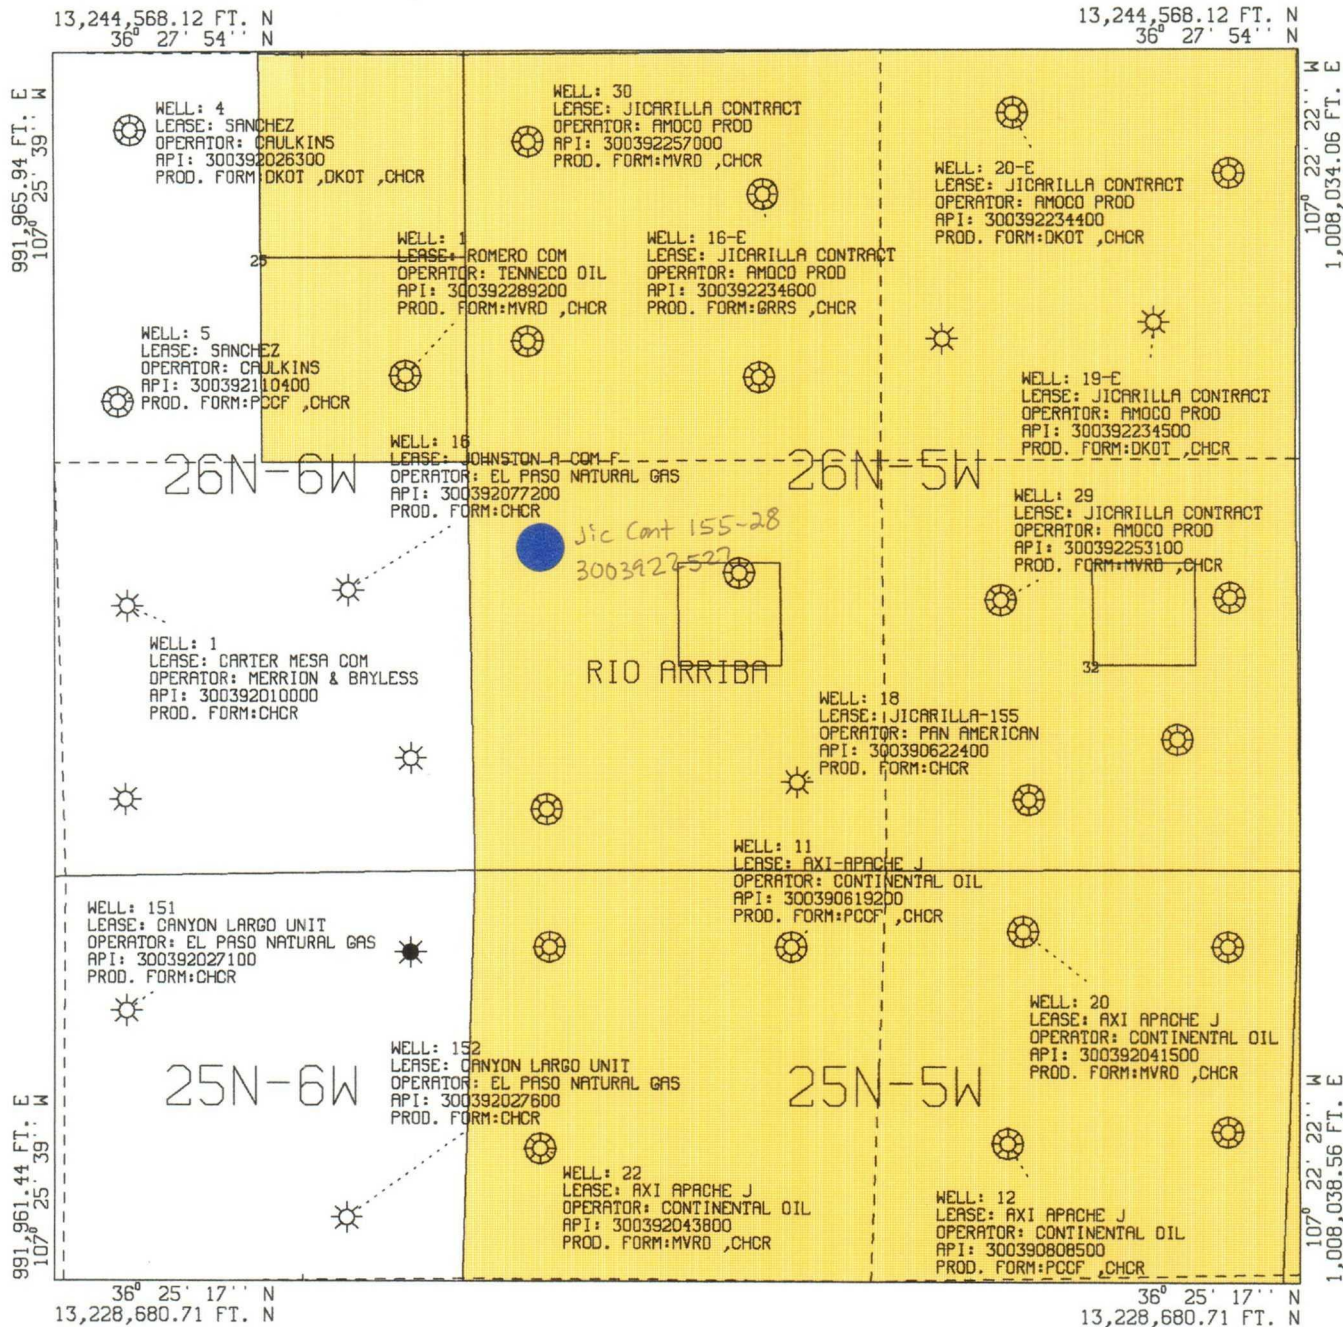 13,244,568.12 FT. N
36° 27' 54'' N
13,244,568.12 FT. N
36° 27' 54'' N
991,965.94 FT. E
107° 25' 39'' W
107° 22' 22'' W
1,008,034.06 FT. E
WELL: 4
LEASE: SANCHEZ
OPERATOR: CAULKINS
API: 300392026300
PROD. FORM:DKOT ,DKOT ,CHCR
WELL: 30
LEASE: JICARILLA CONTRACT
OPERATOR: AMOCO PROD
API: 300392257000
PROD. FORM:MVRD ,CHCR
WELL: 20-E
LEASE: JICARILLA CONTRACT
OPERATOR: AMOCO PROD
API: 300392234400
PROD. FORM:DKOT ,CHCR
25
WELL: 1
LEASE: ROMERO COM
OPERATOR: TENNECO OIL
API: 300392289200
PROD. FORM:MVRD ,CHCR
WELL: 16-E
LEASE: JICARILLA CONTRACT
OPERATOR: AMOCO PROD
API: 300392234600
PROD. FORM:GRRS ,CHCR
WELL: 5
LEASE: SANCHEZ
OPERATOR: CAULKINS
API: 300392110400
PROD. FORM:PCCF ,CHCR
WELL: 19-E
LEASE: JICARILLA CONTRACT
OPERATOR: AMOCO PROD
API: 300392234500
PROD. FORM:DKOT ,CHCR
26N-6W
WELL: 16
LEASE: JOHNSTON A COM F
OPERATOR: EL PASO NATURAL GAS
API: 300392077200
PROD. FORM:CHCR
26N-5W
WELL: 29
LEASE: JICARILLA CONTRACT
OPERATOR: AMOCO PROD
API: 300392253100
PROD. FORM:MVRD ,CHCR
Jic Cont 155-28
3003922527
WELL: 1
LEASE: CARTER MESA COM
OPERATOR: MERRION & BAYLESS
API: 300392010000
PROD. FORM:CHCR
RIO ARRIBA
32
WELL: 18
LEASE: JICARILLA-155
OPERATOR: PAN AMERICAN
API: 300390622400
PROD. FORM:CHCR
WELL: 11
LEASE: AXI-APACHE J
OPERATOR: CONTINENTAL OIL
API: 300390619200
PROD. FORM:PCCF ,CHCR
WELL: 151
LEASE: CANYON LARGO UNIT
OPERATOR: EL PASO NATURAL GAS
API: 300392027100
PROD. FORM:CHCR
WELL: 20
LEASE: AXI APACHE J
OPERATOR: CONTINENTAL OIL
API: 300392041500
PROD. FORM:MVRD ,CHCR
25N-6W
WELL: 152
LEASE: CANYON LARGO UNIT
OPERATOR: EL PASO NATURAL GAS
API: 300392027600
PROD. FORM:CHCR
25N-5W
WELL: 22
LEASE: AXI APACHE J
OPERATOR: CONTINENTAL OIL
API: 300392043800
PROD. FORM:MVRD ,CHCR
WELL: 12
LEASE: AXI APACHE J
OPERATOR: CONTINENTAL OIL
API: 300390808500
PROD. FORM:PCCF ,CHCR
991,961.44 FT. E
107° 25' 39'' W
107° 22' 22'' W
1,008,038.56 FT. E
36° 25' 17'' N
13,228,680.71 FT. N
36° 25' 17'' N
13,228,680.71 FT. N